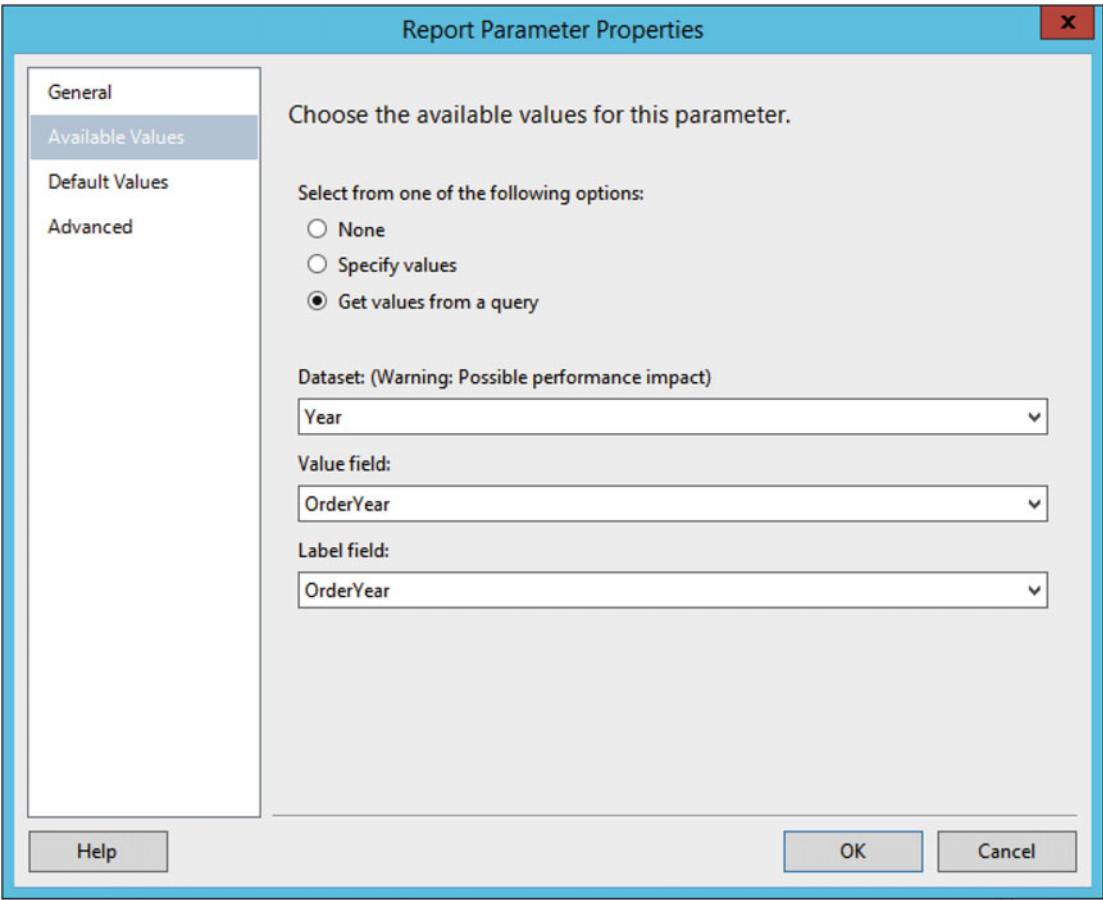 Report Parameter Properties
x
General
Available Values
Default Values
Advanced
Choose the available values for this parameter.
Select from one of the following options:
None
Specify values
Get values from a query
Dataset: (Warning: Possible performance impact)
Year
Value field:
OrderYear
Label field:
OrderYear
Help
OK
Cancel